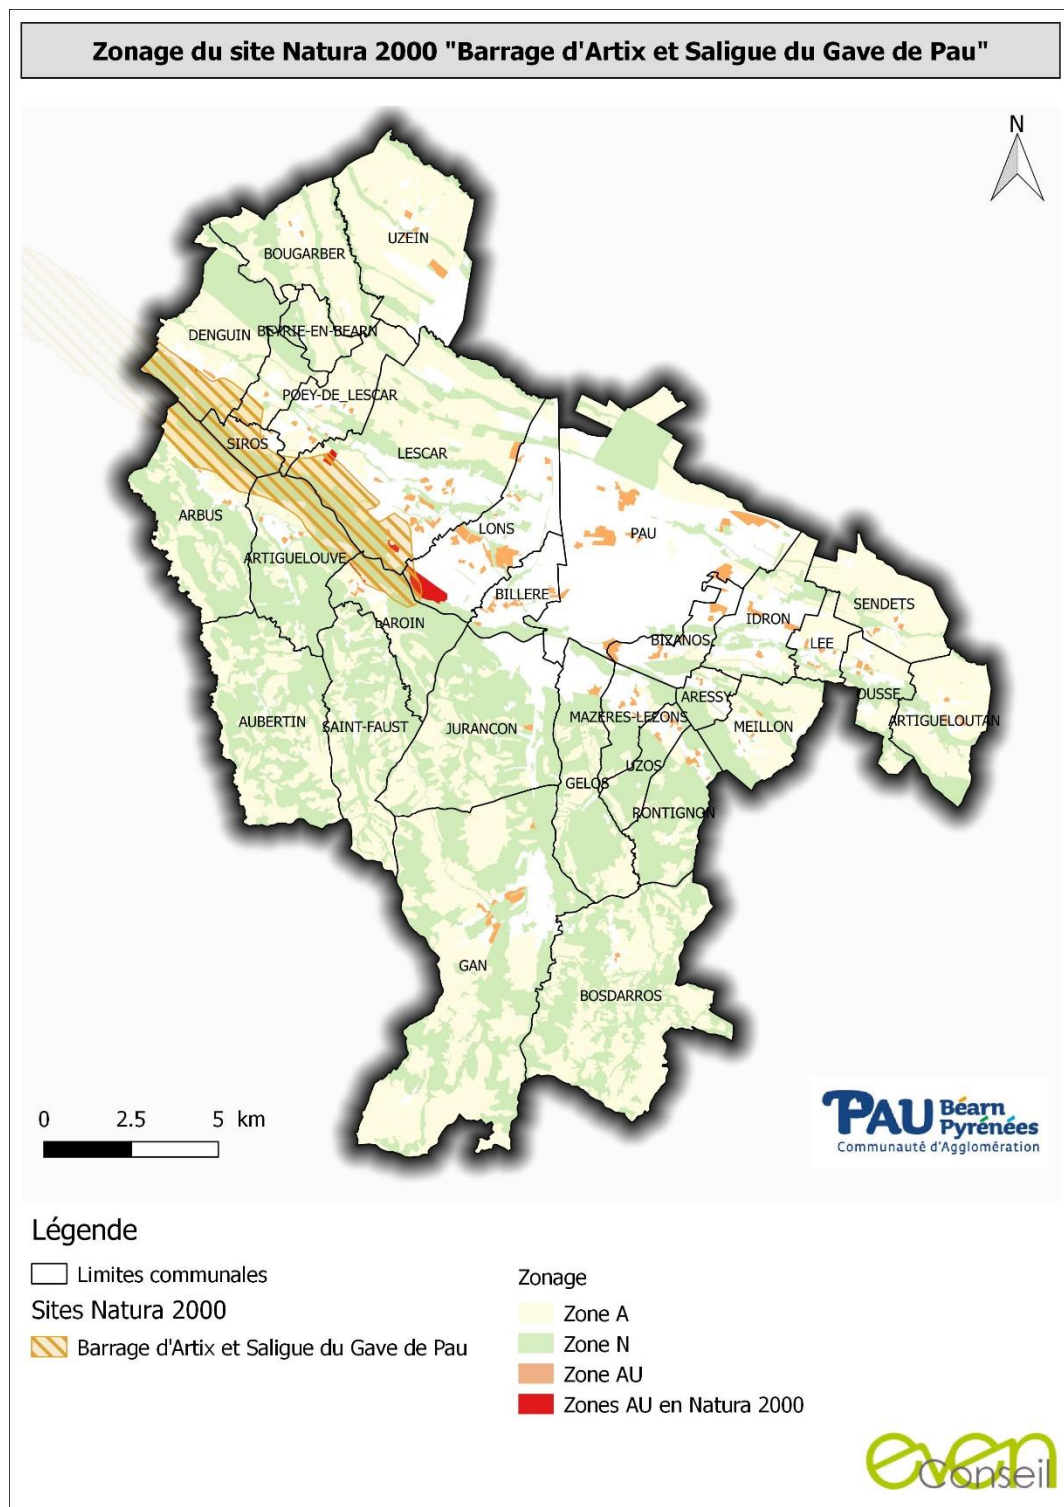 Zonage du site Natura 2000 "Barrage d'Artix et Saligue du Gave de Pau"
N
UZEIN
BOUGARBER
DENGUIN
BEYRIE-EN-BEARN
POEY-DE_LESCAR
SIROS
LESCAR
ARBUS
LONS
PAU
ARTIGUELOUVE
BILLERE
SENDETS
IDRON
LAROIN
BIZANOS
LEE
OUSSE
ARESSY
AUBERTIN
SAINT-FAUST
JURANCON
MAZERES-LEZONS
MEILLON
ARTIGUELOUTAN
UZOS
GELOS
RONTIGNON
GAN
BOSDARROS
0 2.5 5 km
PAU Béarn
Pyrénées
Communauté d'Agglomération
Légende
Limites communales
Sites Natura 2000
Barrage d'Artix et Saligue du Gave de Pau
Zonage
Zone A
Zone N
Zone AU
Zones AU en Natura 2000
even
Conseil